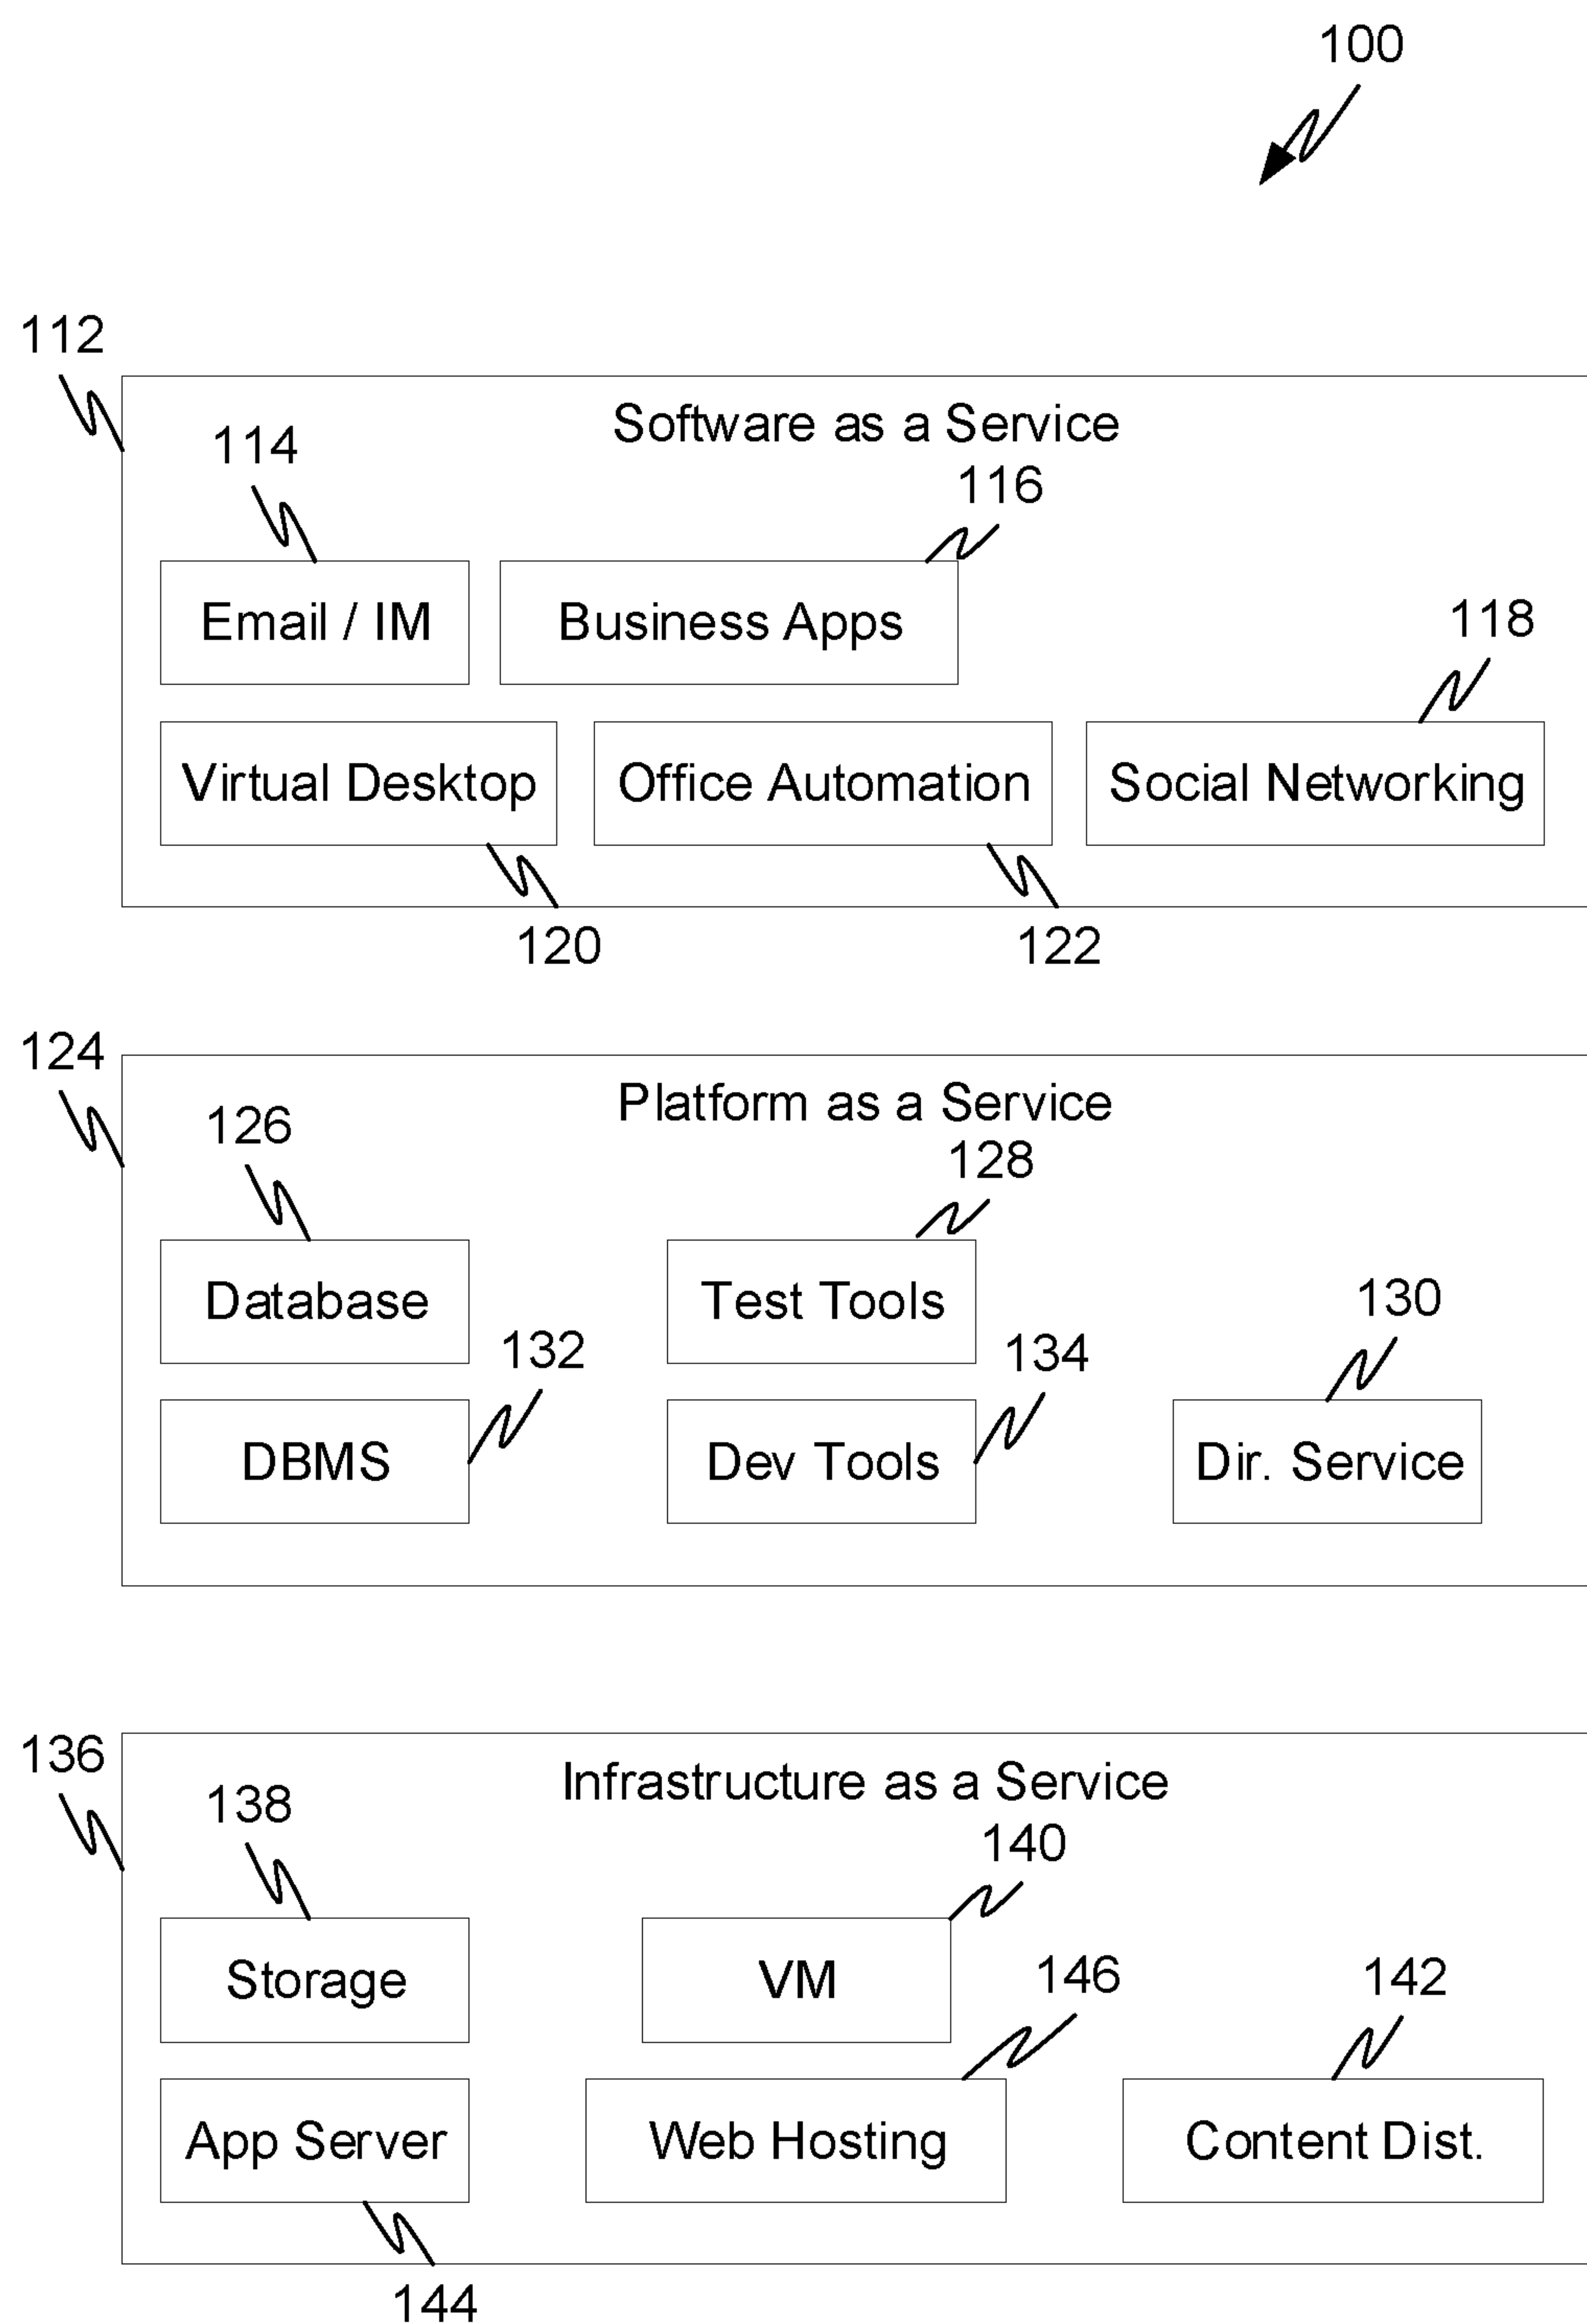 100
112
Software as a Service
114
116
Email / IM
Business Apps
118
Virtual Desktop
Office Automation
Social Networking
120
122
124
Platform as a Service
126
128
Database
Test Tools
130
132
134
DBMS
Dev Tools
Dir. Service
136
Infrastructure as a Service
138
140
Storage
VM
146
142
App Server
Web Hosting
Content Dist.
144